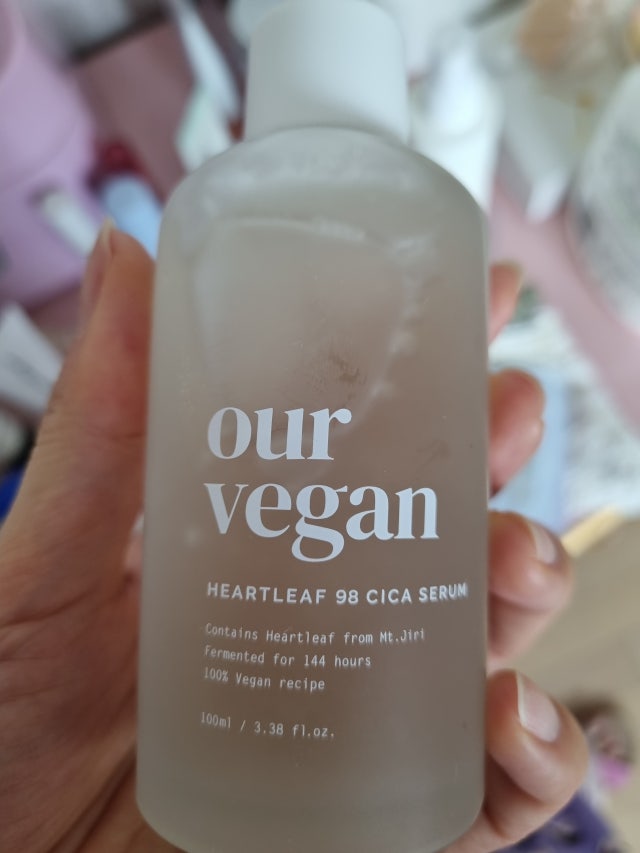 our
vegan
HEARTLEAF 98 CICA SERUM
Contains Heartleaf from Mt.Jiri
Fermented for 144 hours
100% Vegan recipe
100ml / 3.38 fl.oz.